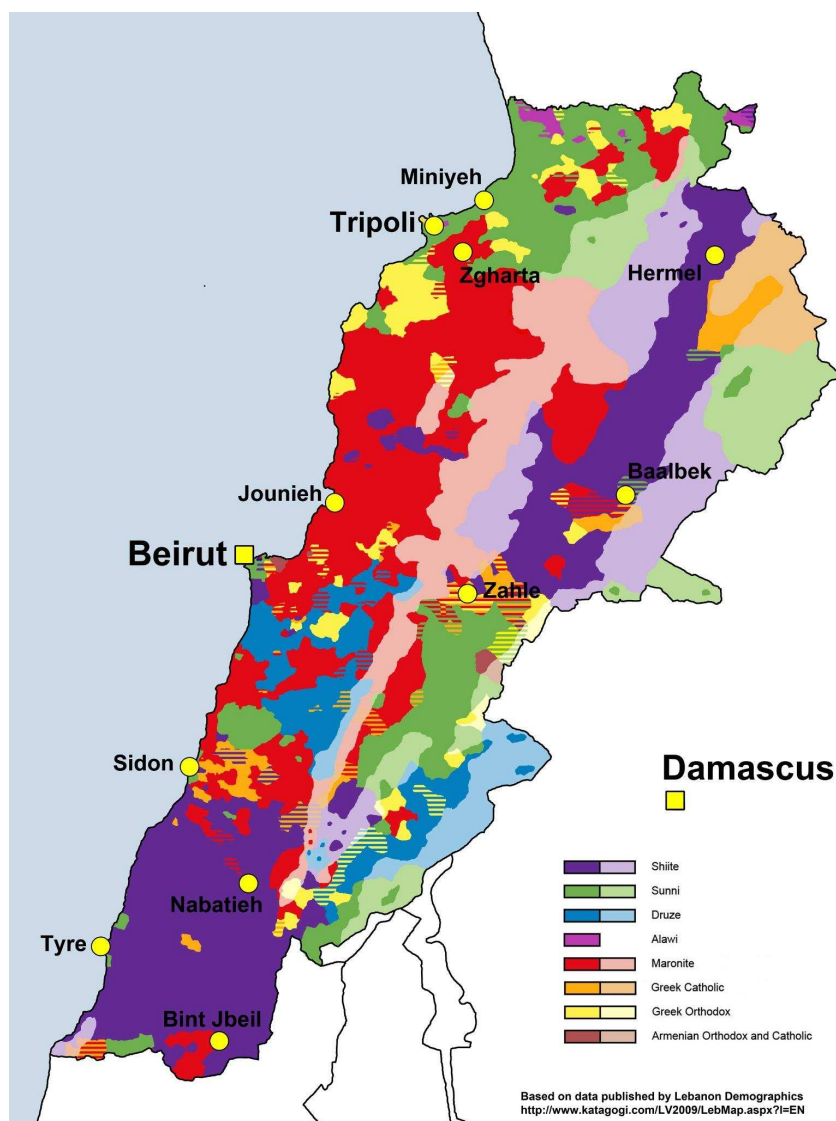 Miniyeh
Tripoli
Zgharta
Hermel
Baalbek
Jounieh
Beirut
Zahle
Sidon
Damascus
Nabatieh
Tyre
Bint Jbeil
Shiite
Sunni
Druze
Alawi
Maronite
Greek Catholic
Greek Orthodox
Armenian Orthodox and Catholic
Based on data published by Lebanon Demographics
http://www.katagogi.com/LV2009/LebMap.aspx?l=EN